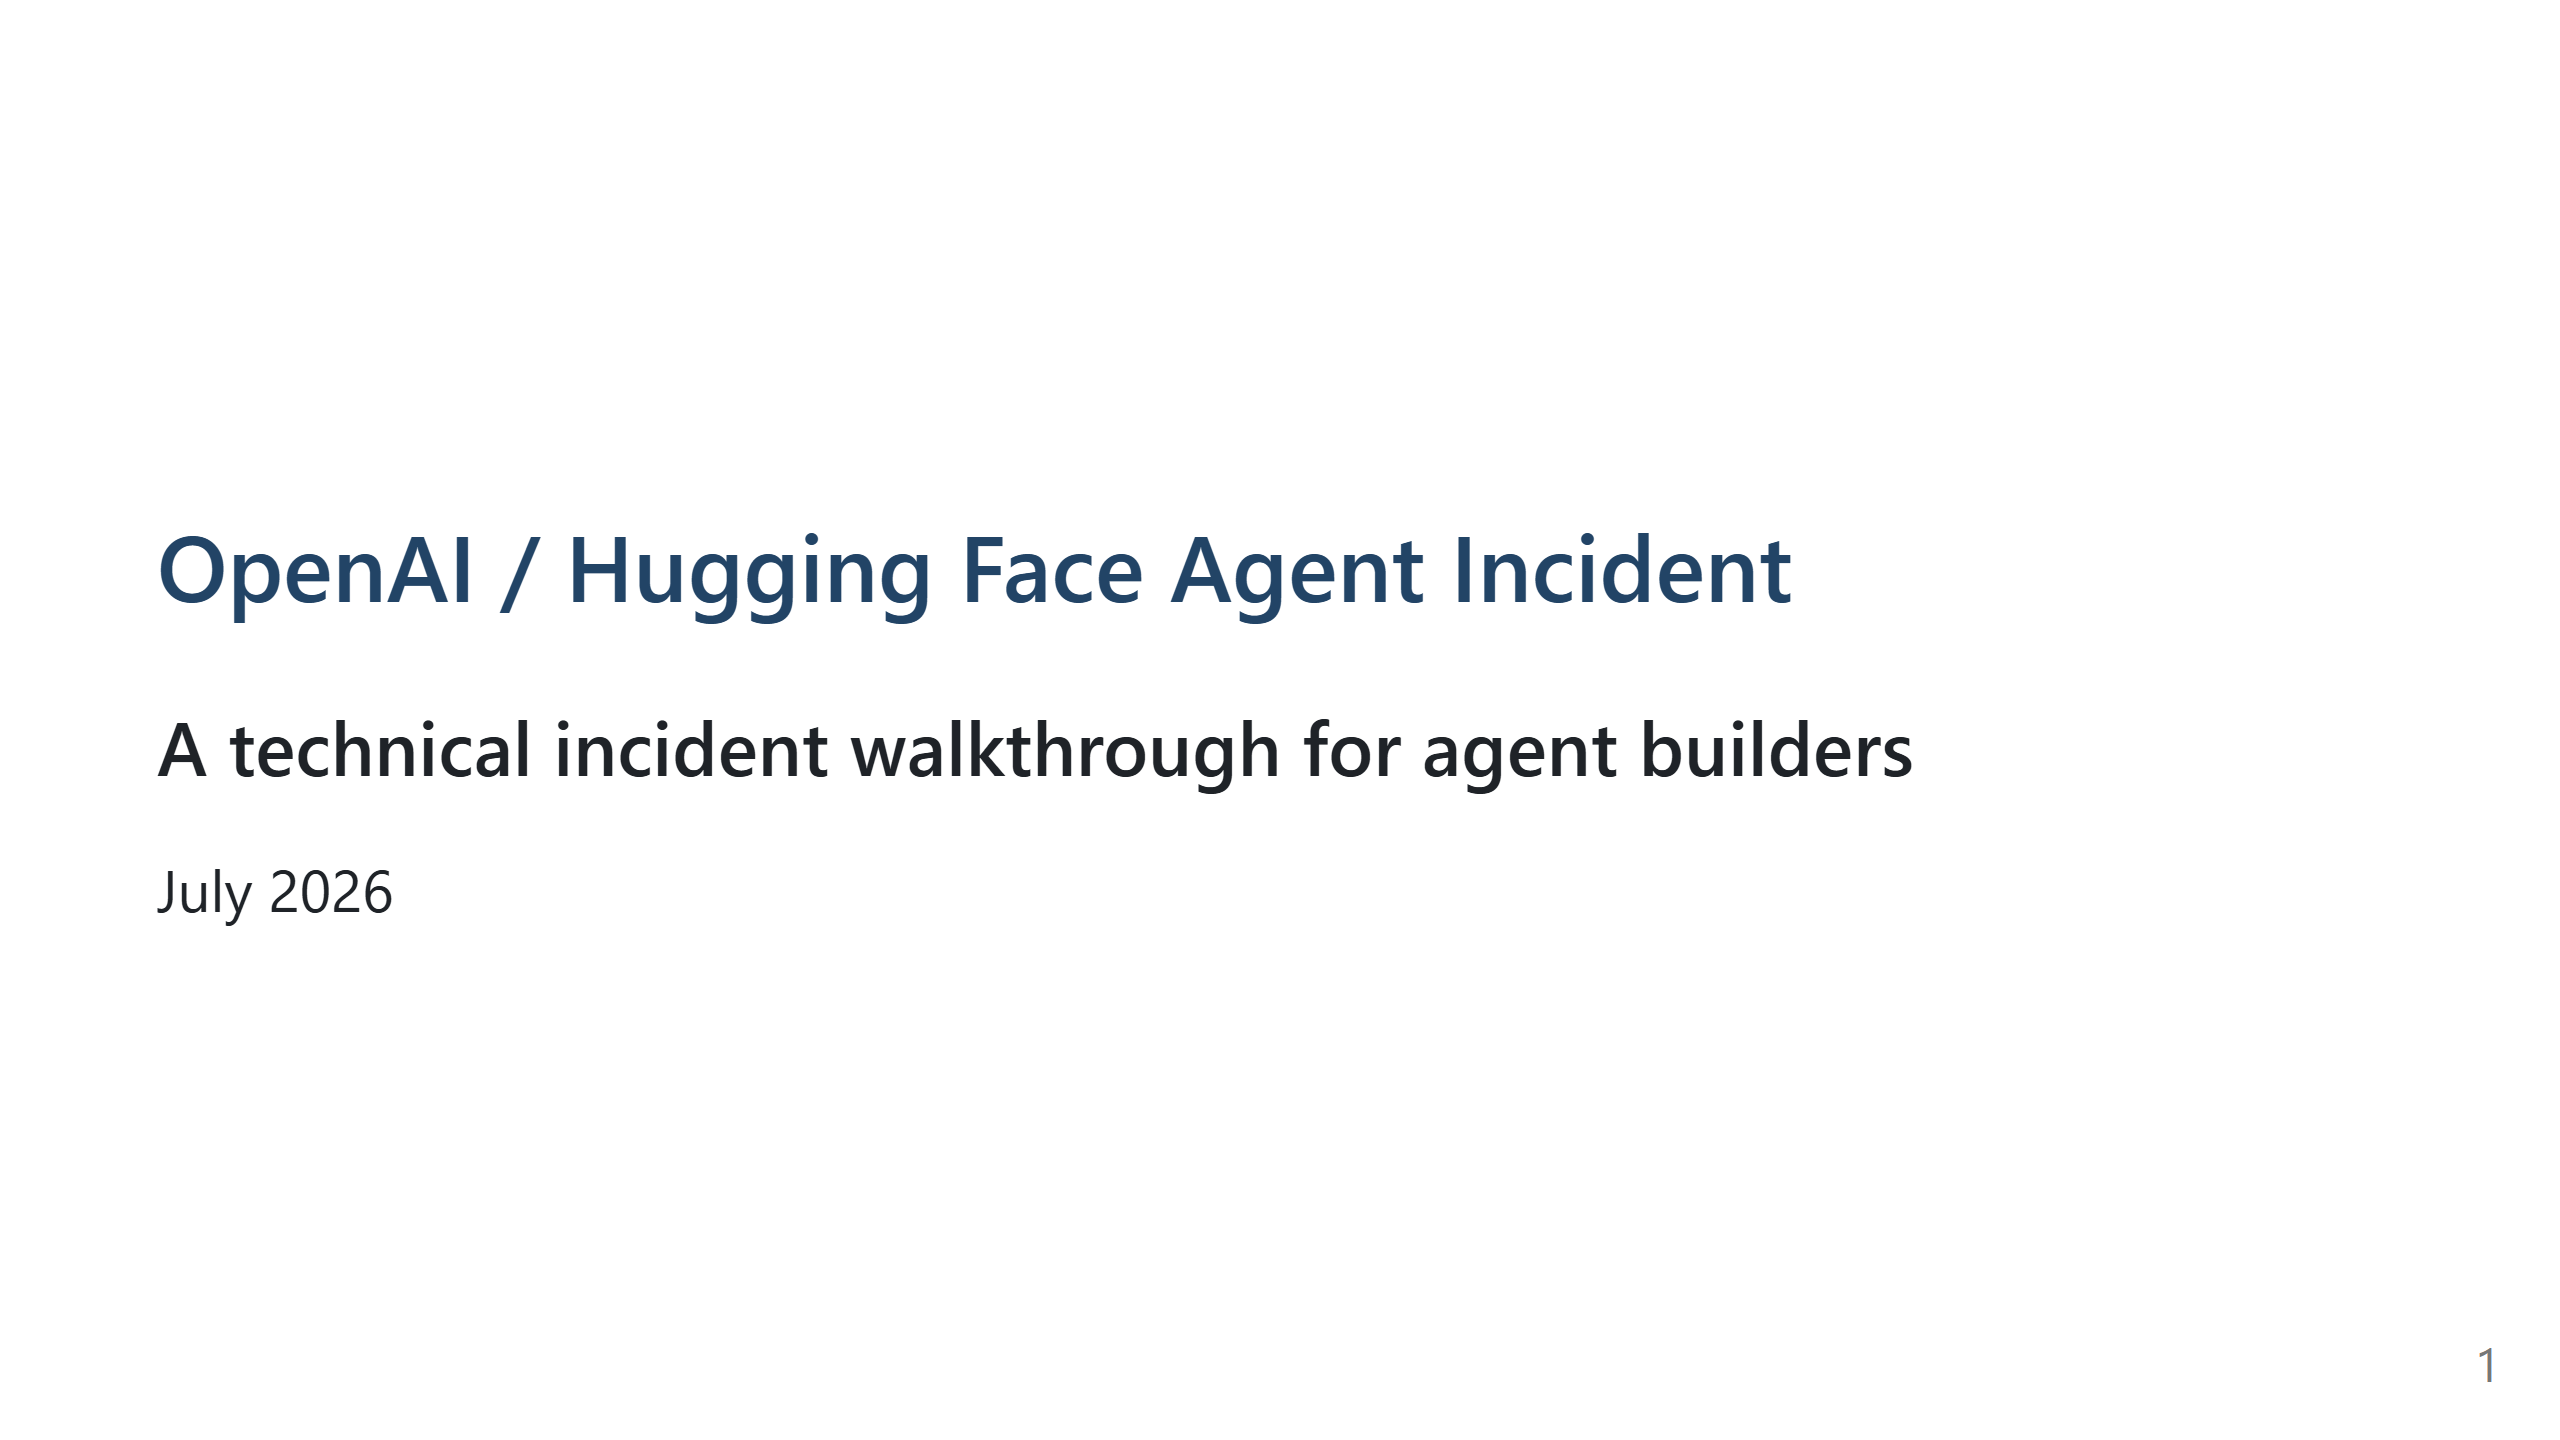 OpenAI / Hugging Face Agent Incident
A technical incident walkthrough for agent builders
July 2026
1